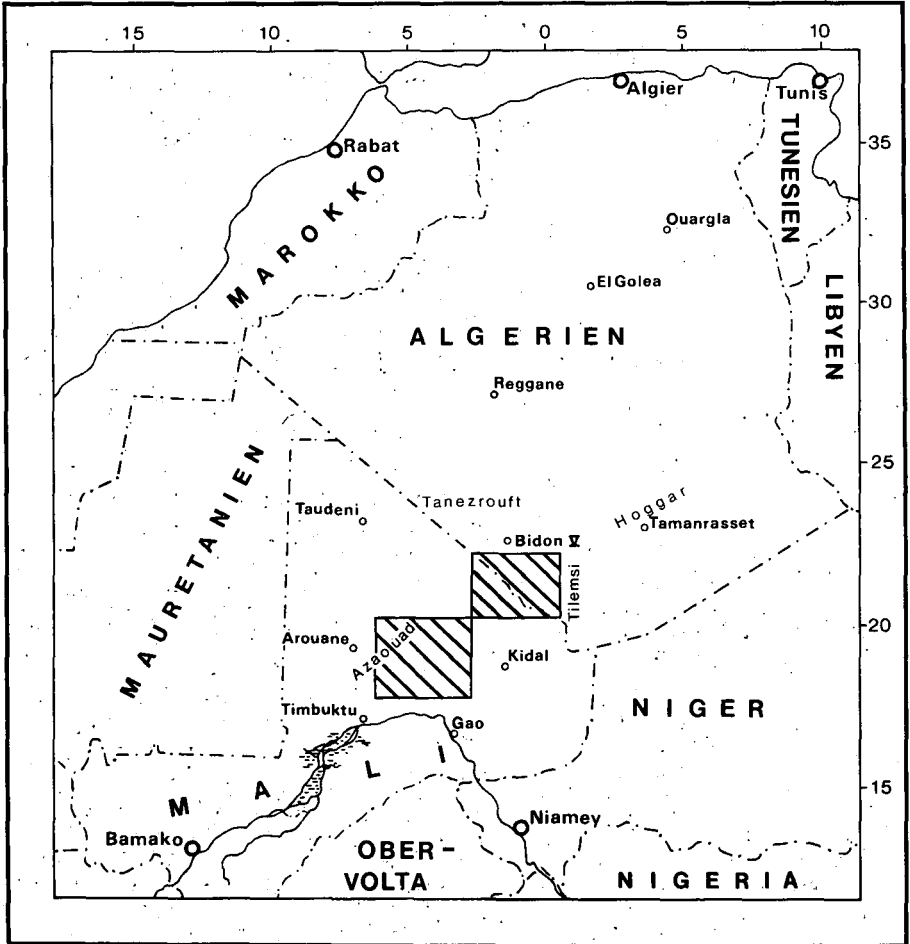 15 10 5 0 5 10
Algier
Tunis
TUNESIEN
35
Rabat
MAROKKO
Ouargla
El Golea
30
LIBYEN
ALGERIEN
Reggane
25
MAURETANIEN
Taudeni
Tanezrouft
Hoggar
Tamanrasset
Bidon V
Tilemsi
20
Arouane
Azaouad
Kidal
Timbuktu
Gao
NIGER
MALI
15
Niamey
Bamako
OBER-
VOLTA
NIGERIA